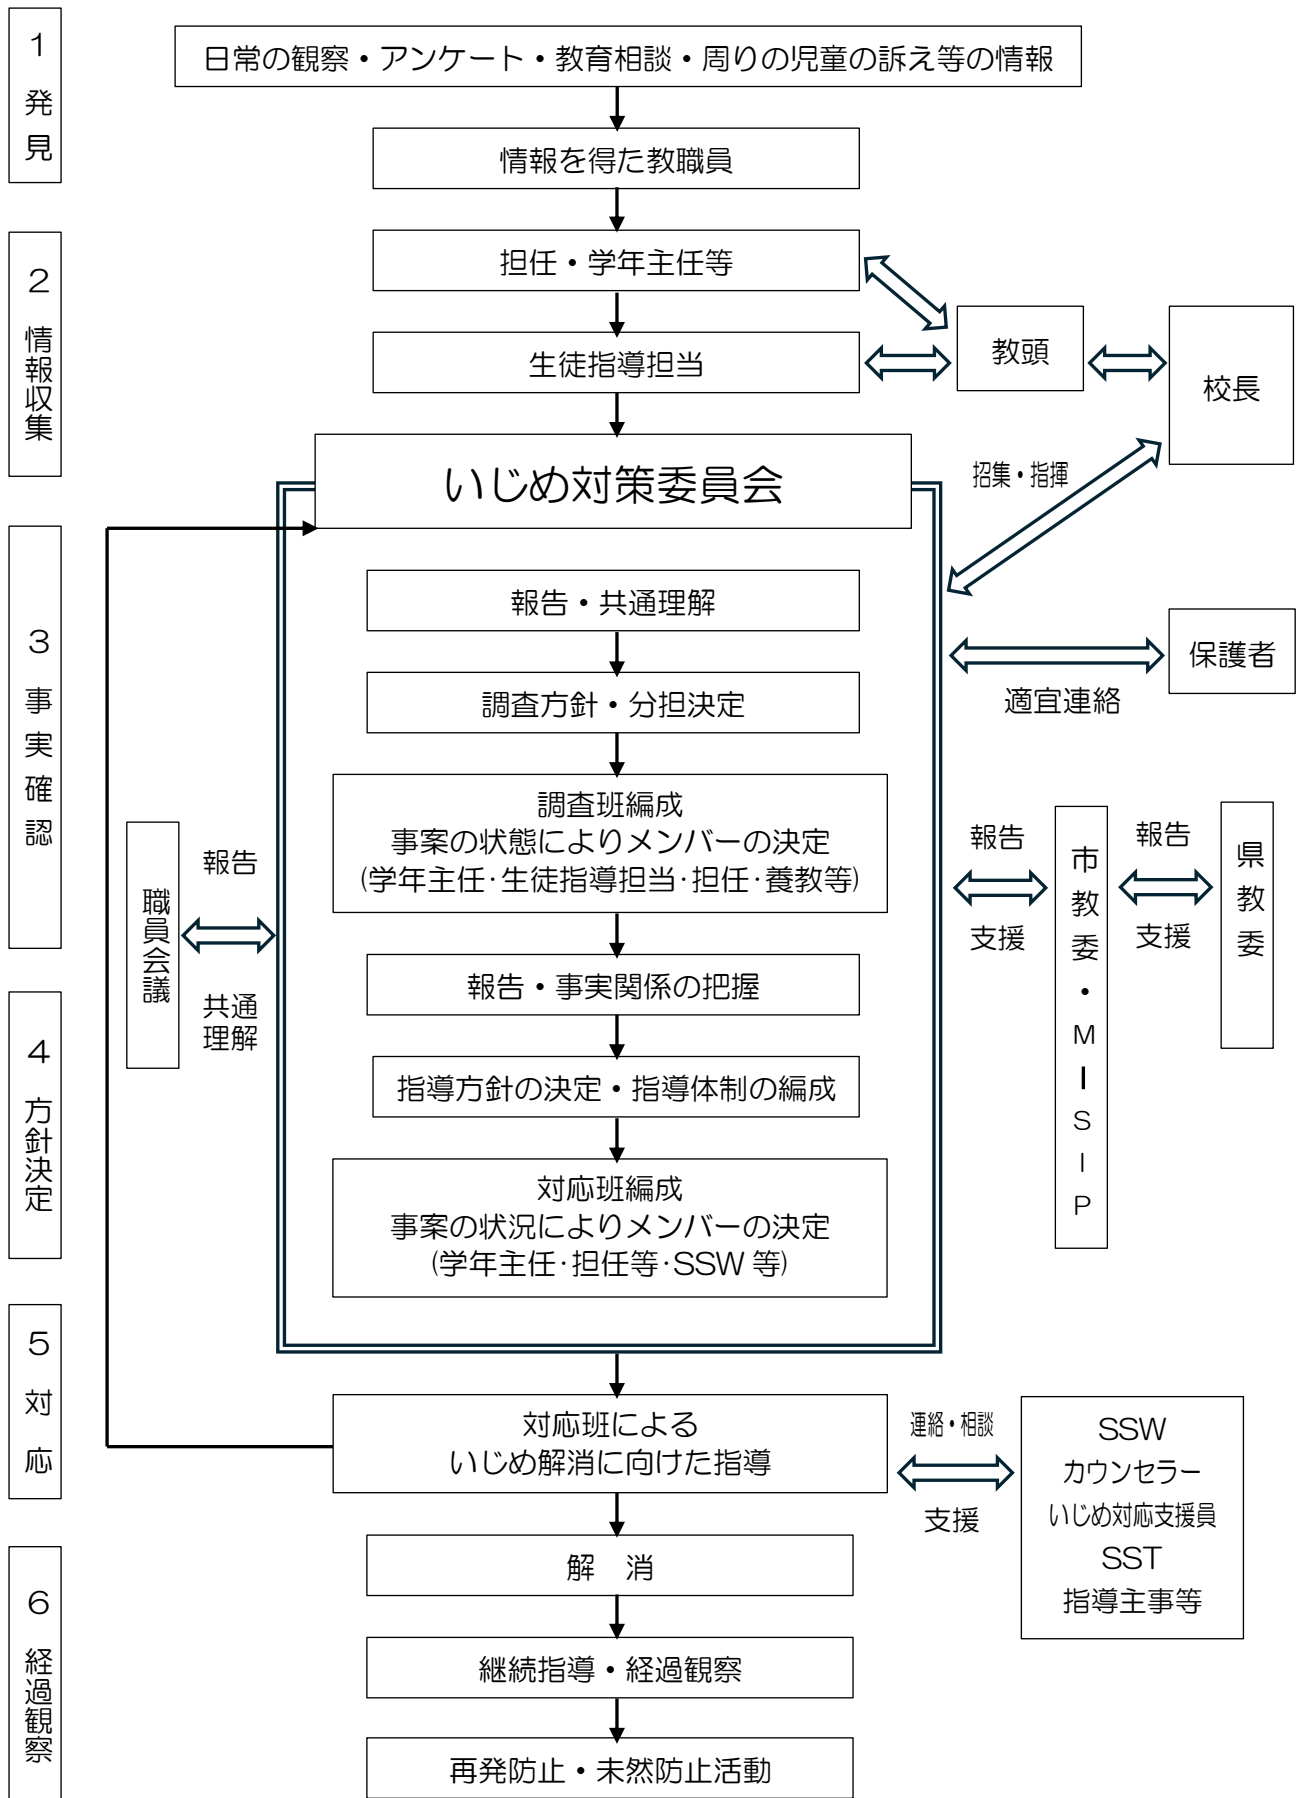 1 発見
日常の観察・アンケート・教育相談・周りの児童の訴え等の情報
情報を得た教職員
2 情報収集
担任・学年主任等
生徒指導担当
教頭
校長
いじめ対策委員会
招集・指揮
3 事実確認
報告・共通理解
保護者
適宜連絡
調査方針・分担決定
調査班編成
事案の状態によりメンバーの決定
(学年主任･生徒指導担当･担任･養教等)
職員会議
報告
共通
理解
報告
支援
市教委・MISIP
報告
支援
県教委
報告・事実関係の把握
4 方針決定
指導方針の決定・指導体制の編成
対応班編成
事案の状況によりメンバーの決定
(学年主任･担任等･SSW 等)
5 対応
対応班による
いじめ解消に向けた指導
連絡・相談
支援
SSW
カウンセラー
いじめ対応支援員
SST
指導主事等
6 経過観察
解 消
継続指導・経過観察
再発防止・未然防止活動